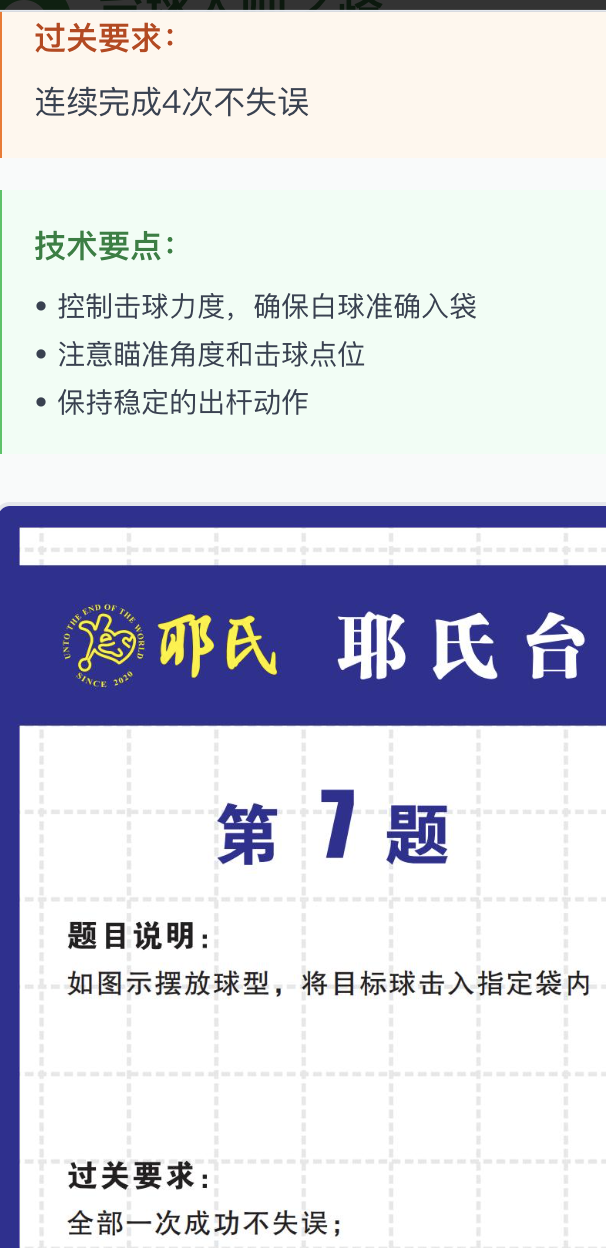 过关要求：
连续完成4次不失误
技术要点：
• 控制击球力度，确保白球准确入袋
• 注意瞄准角度和击球点位
• 保持稳定的出杆动作
UNTO THE END OF THE WORLD
SINCE 2020
耶氏 耶氏台
第 7 题
题目说明：
如图示摆放球型，将目标球击入指定袋内
过关要求：
全部一次成功不失误；